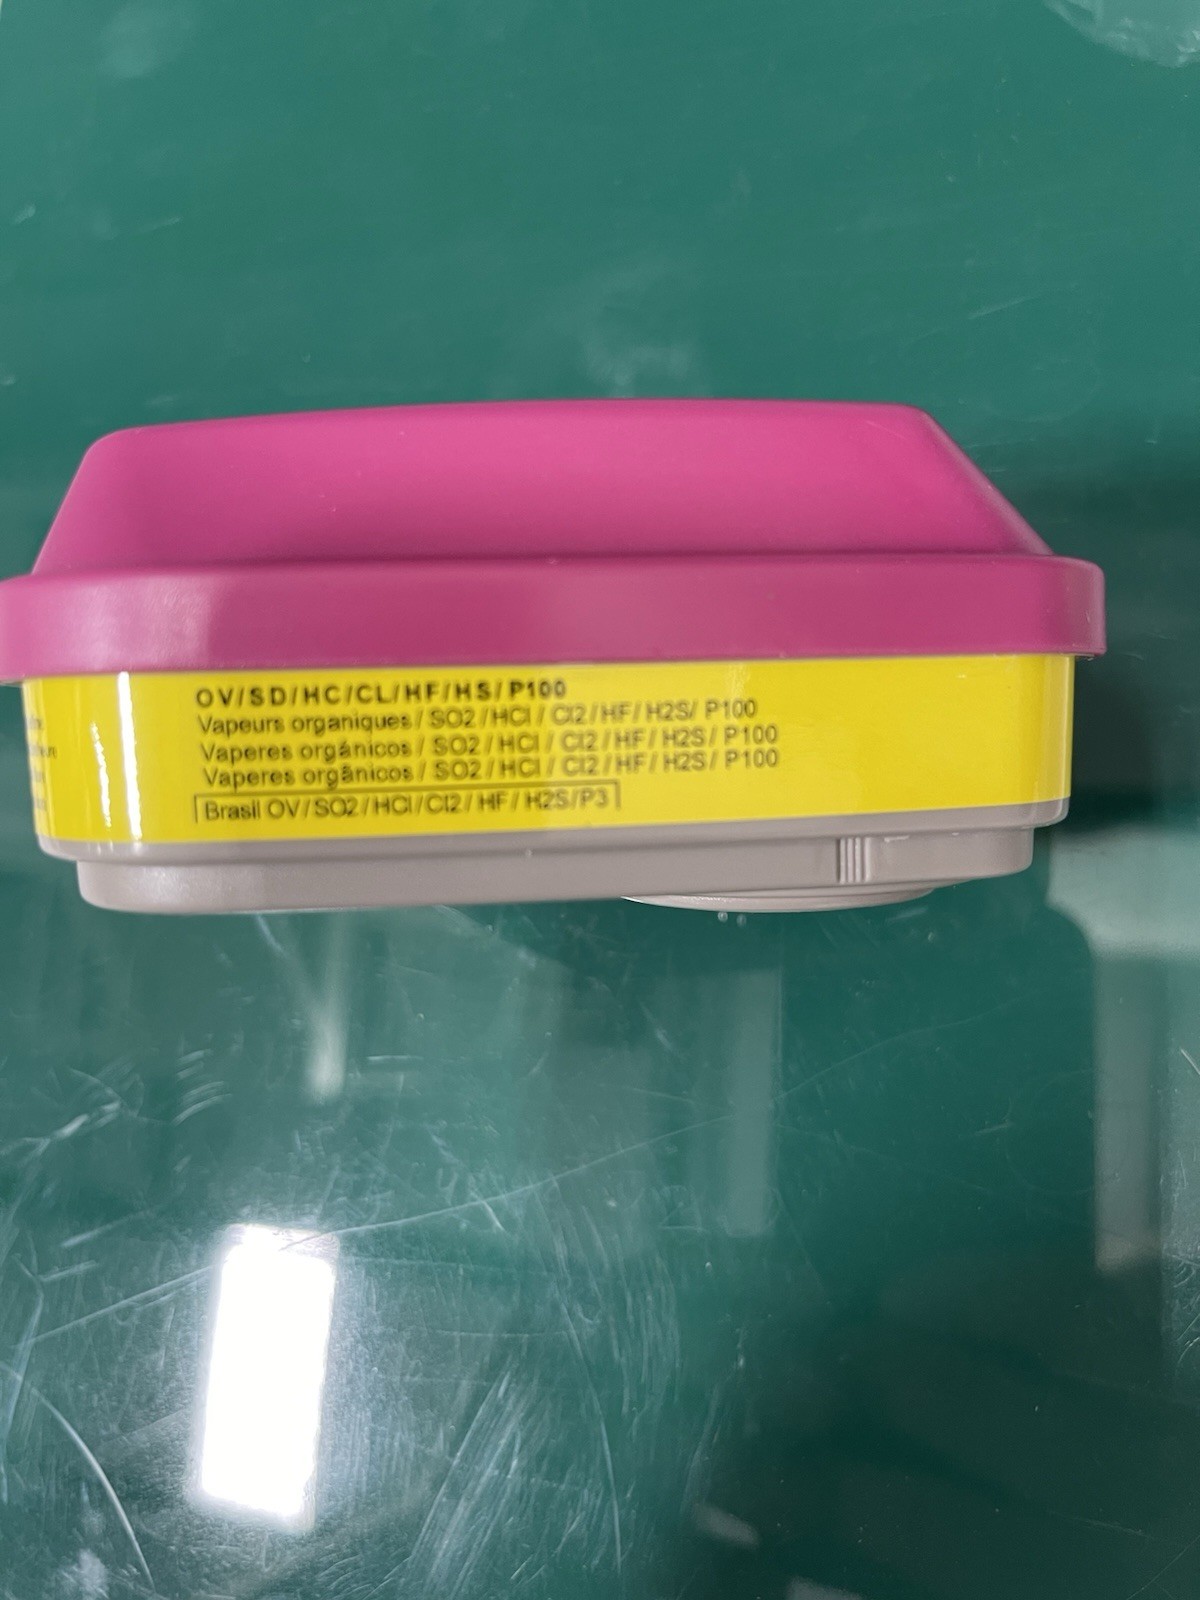 OV/SD/HC/CL/HF/HS/P100
Vapeurs organiques / SO2 / HCl / Cl2 / HF / H2S/ P100
Vaperes orgánicos / SO2 / HCl / Cl2 / HF / H2S / P100
Vaperes orgânicos / SO2 / HCl / Cl2 / HF / H2S / P100
Brasil OV/SO2/HCl/Cl2/ HF / H2S/P3